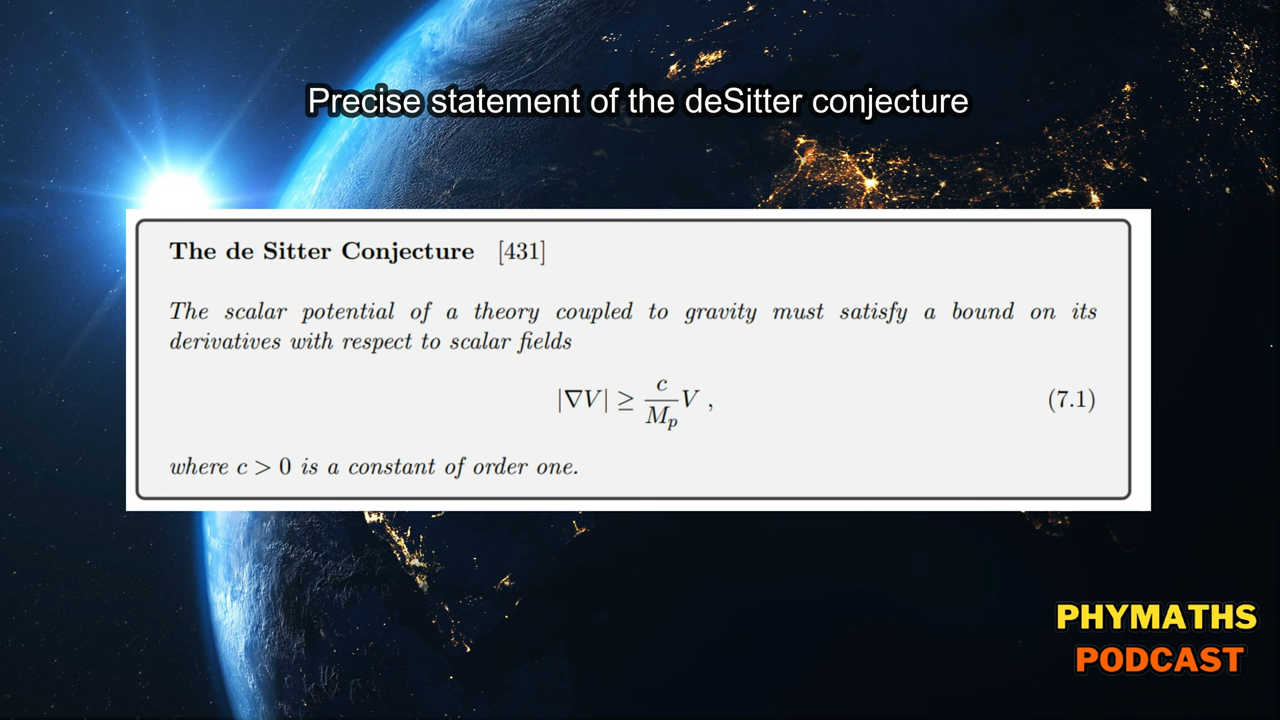 Precise statement of the deSitter conjecture
The de Sitter Conjecture [431]
The scalar potential of a theory coupled to gravity must satisfy a bound on its
derivatives with respect to scalar fields
|∇V| ≥ c/M_p V , (7.1)
where c > 0 is a constant of order one.
PHYMATHS
PODCAST